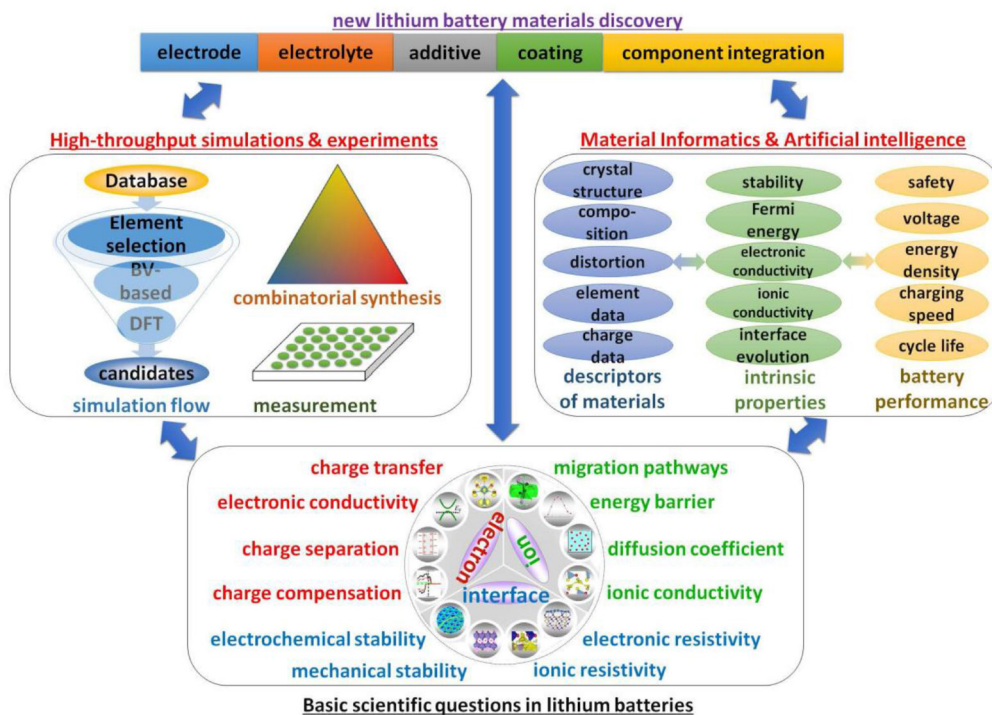 new lithium battery materials discovery
electrode electrolyte additive coating component integration
High-throughput simulations & experiments
Database
Element
selection
BV-
based
DFT
candidates
simulation flow
combinatorial synthesis
measurement
Material Informatics & Artificial intelligence
crystal
structure
compo-
sition
distortion
element
data
charge
data
descriptors
of materials
stability
Fermi
energy
electronic
conductivity
ionic
conductivity
interface
evolution
intrinsic
properties
safety
voltage
energy
density
charging
speed
cycle life
battery
performance
charge transfer
electronic conductivity
charge separation
charge compensation
electrochemical stability
mechanical stability
electron
ion
interface
migration pathways
energy barrier
diffusion coefficient
ionic conductivity
electronic resistivity
ionic resistivity
Basic scientific questions in lithium batteries